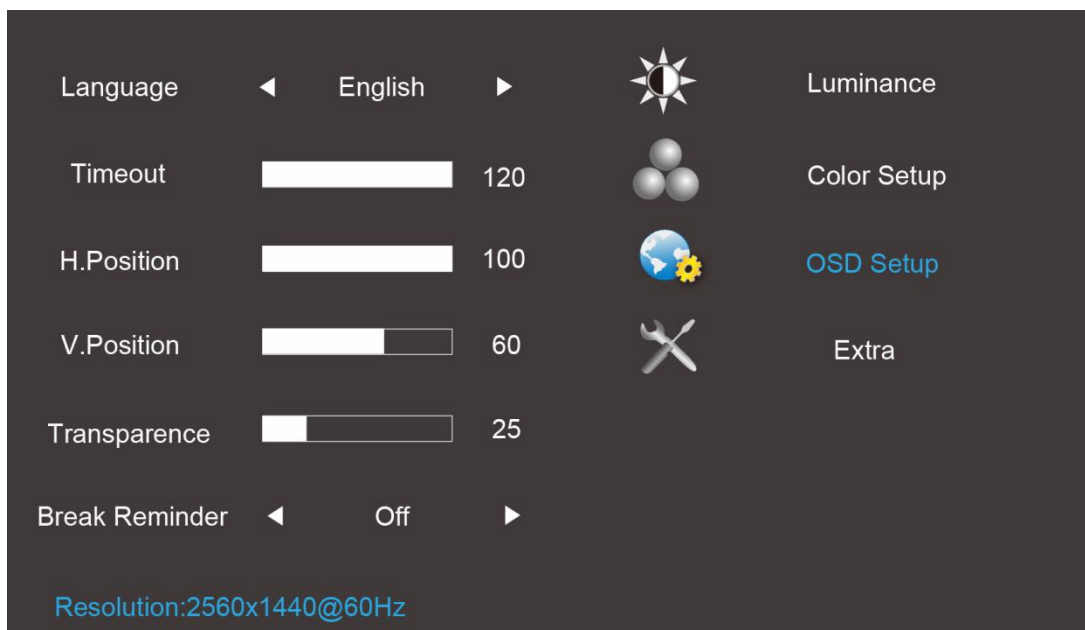 Language English Luminance
Timeout 120 Color Setup
H.Position 100 OSD Setup
V.Position 60 Extra
Transparence 25
Break Reminder Off
Resolution:2560x1440@60Hz